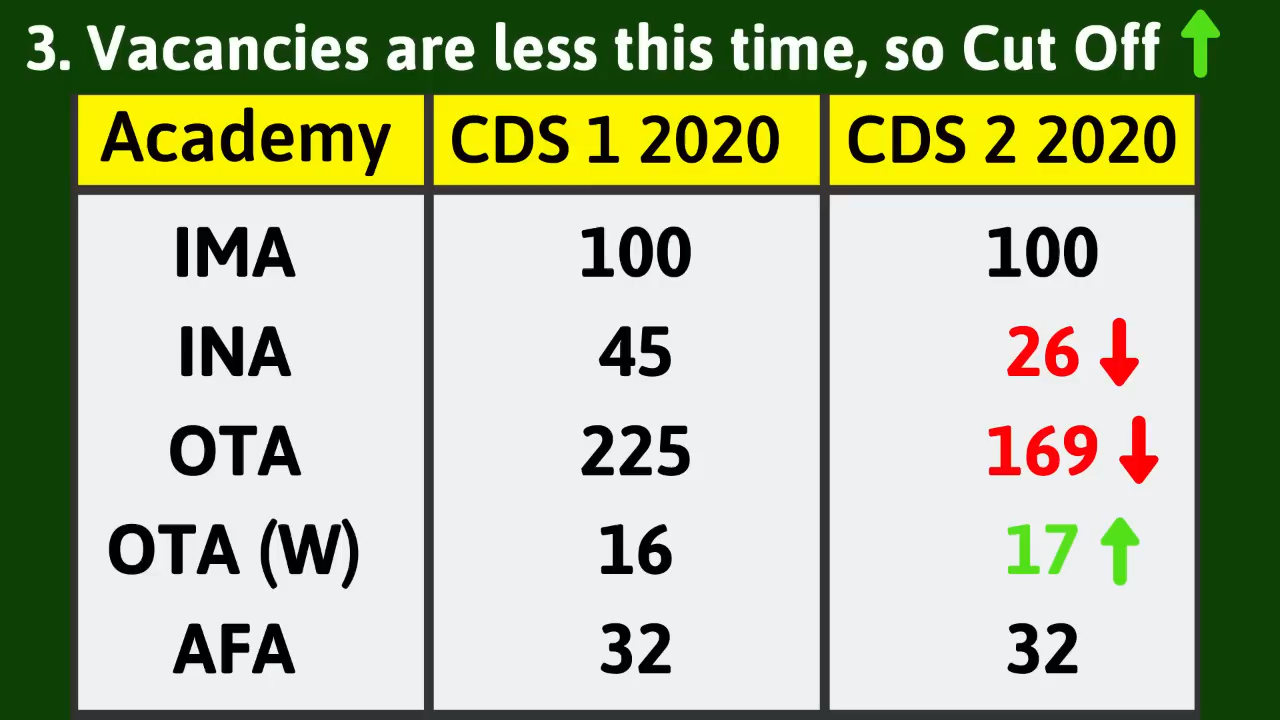 3. Vacancies are less this time, so Cut Off
Academy CDS 1 2020 CDS 2 2020
IMA 100 100
INA 45 26
OTA 225 169
OTA (W) 16 17
AFA 32 32